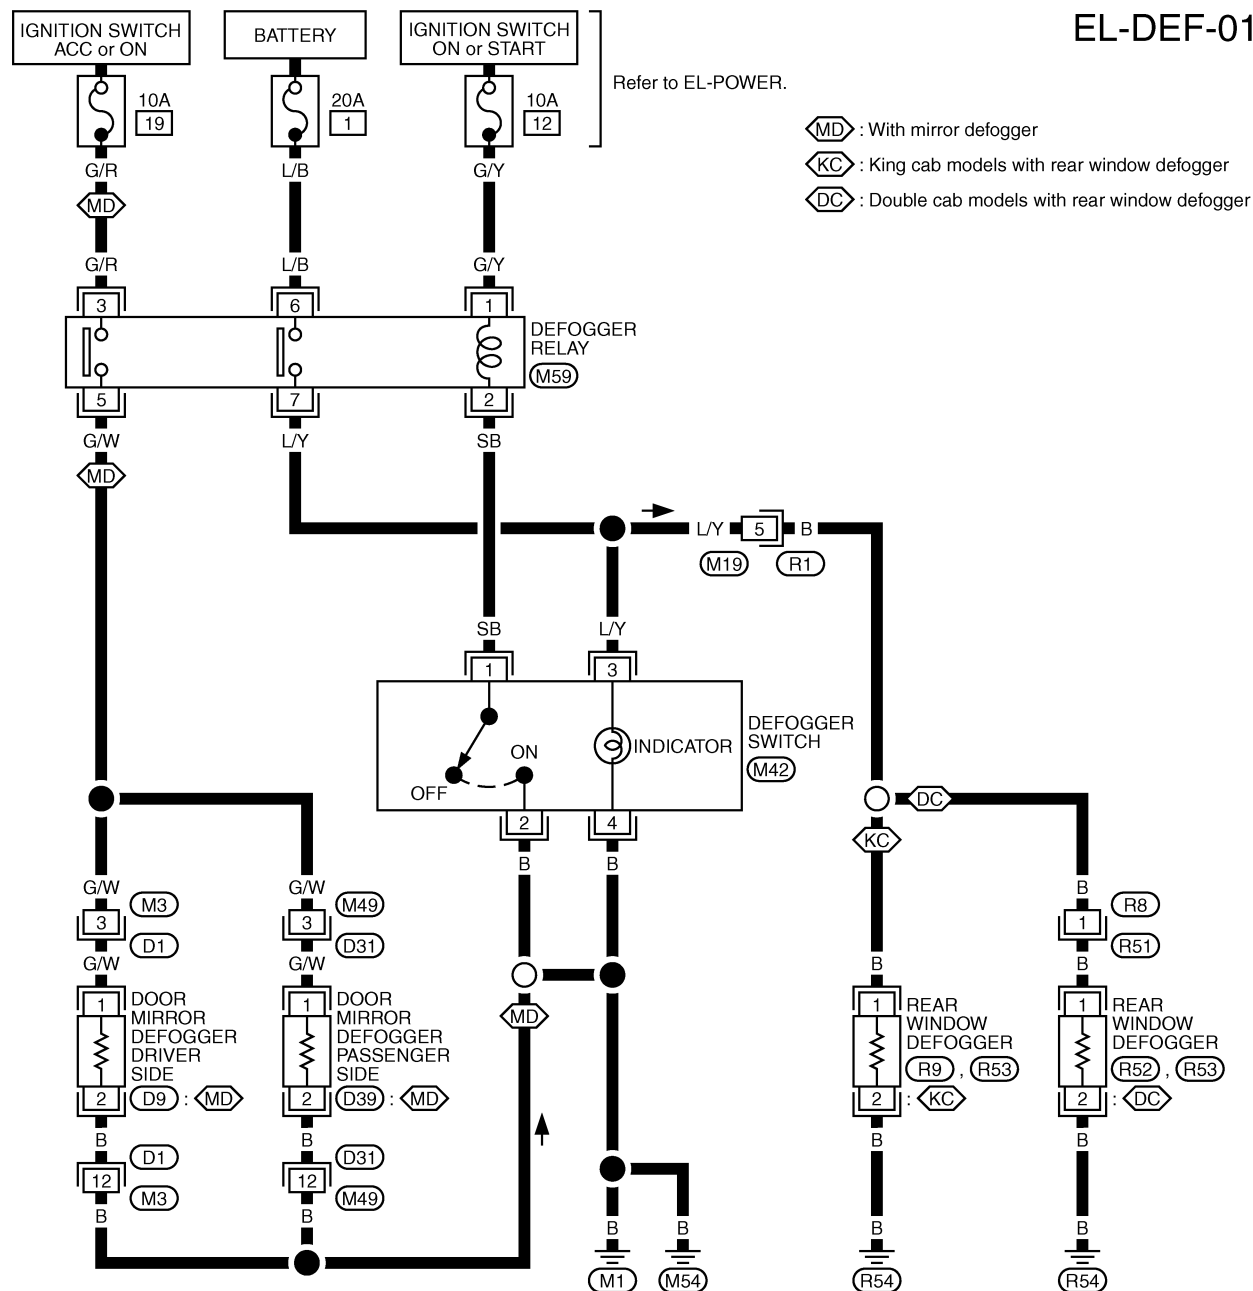 EL-DEF-01
IGNITION SWITCH
ACC or ON
BATTERY
IGNITION SWITCH
ON or START
Refer to EL-POWER.
10A
19
20A
1
10A
12
MD : With mirror defogger
KC : King cab models with rear window defogger
DC : Double cab models with rear window defogger
G/R
L/B
G/Y
MD
G/R
L/B
G/Y
3
6
1
DEFOGGER
RELAY
M59
5
7
2
G/W
L/Y
SB
MD
L/Y
5
B
M19
R1
SB
L/Y
1
3
DEFOGGER
SWITCH
M42
INDICATOR
ON
OFF
2
4
DC
KC
B
B
G/W
M3
3
D1
G/W
G/W
M49
3
D31
G/W
B
R8
1
R51
B
B
1
DOOR
MIRROR
DEFOGGER
DRIVER
SIDE
2
D9 : MD
1
DOOR
MIRROR
DEFOGGER
PASSENGER
SIDE
2
D39 : MD
MD
1
REAR
WINDOW
DEFOGGER
R9 , R53
2
: KC
1
REAR
WINDOW
DEFOGGER
R52 , R53
2
: DC
B
D1
12
M3
B
B
D31
12
M49
B
B
B
B
B
B
B
M1
M54
R54
R54